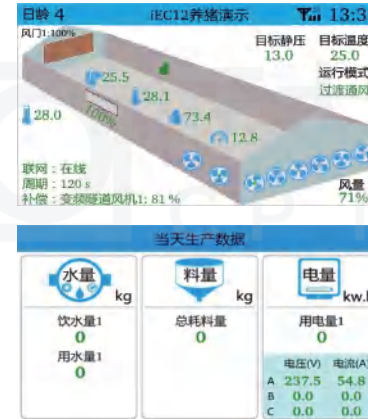 日龄 4 iEC12养猪演示 13:3
风门1:100%
目标静压 目标温度
13.0 25.0
运行模式
过渡通风
25.5
28.1
28.0
100%
73.4
12.8
联网：在线
周期：120 s
补偿：变频隧道风机1: 81 %
风量
71%
当天生产数据
水量 kg
料量 kg
电量 kw.h
饮水量1 总耗料量 用电量1
0 0 0
用水量1
0
电压(V) 电流(A)
A 237.5 54.8
B 0.0 0.0
C 0.0 0.0